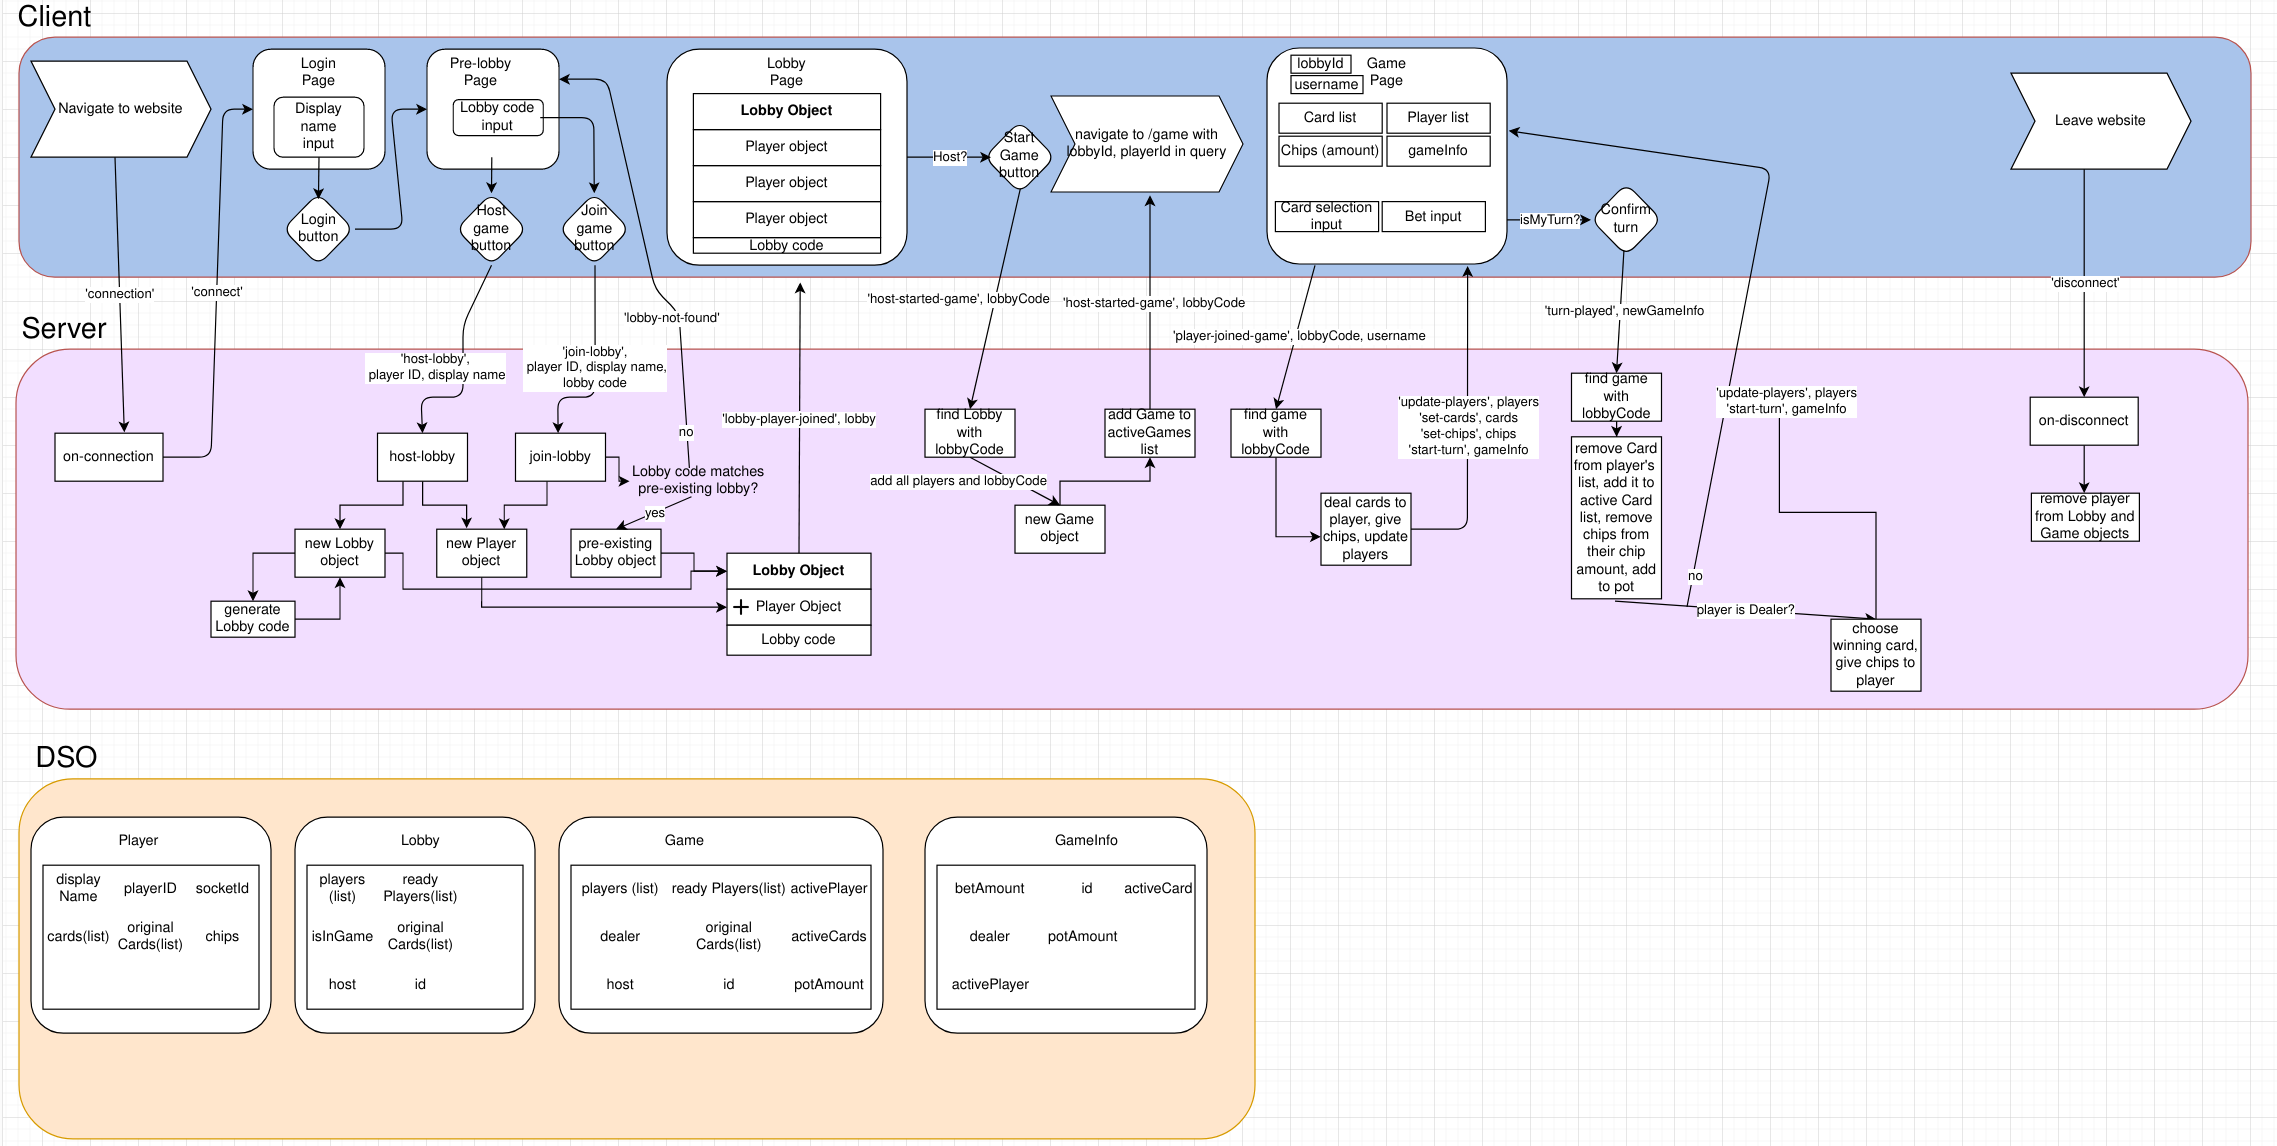 Client
Navigate to website
Login
Page
Display
name
input
Login
button
Pre-lobby
Page
Lobby code
input
Host
game
button
Join
game
button
Lobby
Page
Lobby Object
Player object
Player object
Player object
Lobby code
Host?
Start
Game
button
navigate to /game with
lobbyId, playerId in query
lobbyId
username
Game
Page
Card list
Player list
Chips (amount)
gameInfo
Card selection
input
Bet input
isMyTurn?
Confirm
turn
Leave website
'connection'
'connect'
'lobby-not-found'
'host-started-game', lobbyCode
'host-started-game', lobbyCode
'player-joined-game', lobbyCode, username
'turn-played', newGameInfo
'disconnect'
Server
'host-lobby',
player ID, display name
'join-lobby',
player ID, display name,
lobby code
'lobby-player-joined', lobby
'update-players', players
'set-cards', cards
'set-chips', chips
'start-turn', gameInfo
'update-players', players
'start-turn', gameInfo
on-connection
host-lobby
join-lobby
no
Lobby code matches
pre-existing lobby?
yes
new Lobby
object
new Player
object
pre-existing
Lobby object
generate
Lobby code
Lobby Object
Player Object
Lobby code
find Lobby
with
lobbyCode
add all players and lobbyCode
new Game
object
add Game to
activeGames
list
find game
with
lobbyCode
deal cards to
player, give
chips, update
players
find game
with
lobbyCode
remove Card
from player's
list, add it to
active Card
list, remove
chips from
their chip
amount, add
to pot
no
player is Dealer?
choose
winning card,
give chips to
player
on-disconnect
remove player
from Lobby and
Game objects
DSO
Player
display
Name
playerID
socketId
cards(list)
original
Cards(list)
chips
Lobby
players
(list)
ready
Players(list)
isInGame
original
Cards(list)
host
id
Game
players (list)
ready Players(list)
activePlayer
dealer
original
Cards(list)
activeCards
host
id
potAmount
GameInfo
betAmount
id
activeCard
dealer
potAmount
activePlayer